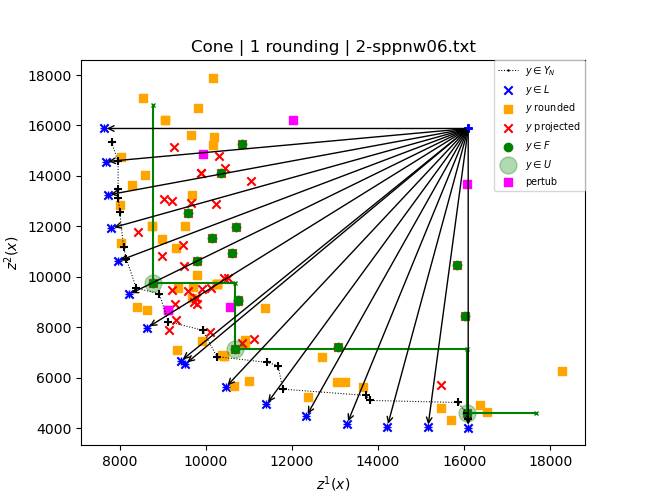 Cone | 1 rounding | 2-sppnw06.txt
18000
16000
14000
12000
10000
8000
6000
4000
z²(x)
8000 10000 12000 14000 16000 18000
z¹(x)
y ∈ Y_N
y ∈ L
y rounded
y projected
y ∈ F
y ∈ U
pertub